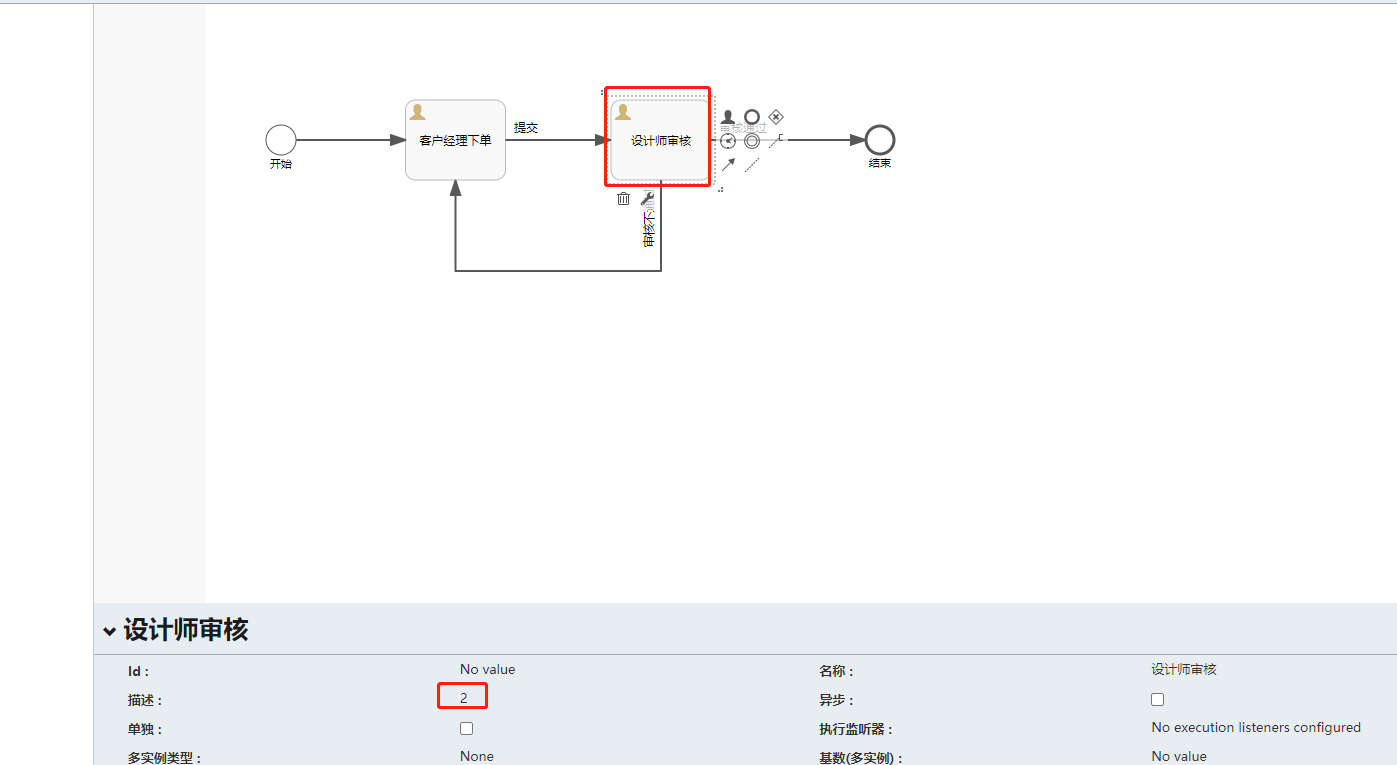 客户经理下单
提交
设计师审核
审核通过
开始
结束
审核不通
设计师审核
Id :
No value
名称 :
设计师审核
描述 :
2
异步 :
单独 :
执行监听器 :
No execution listeners configured
多实例类型 :
None
基数(多实例) :
No value